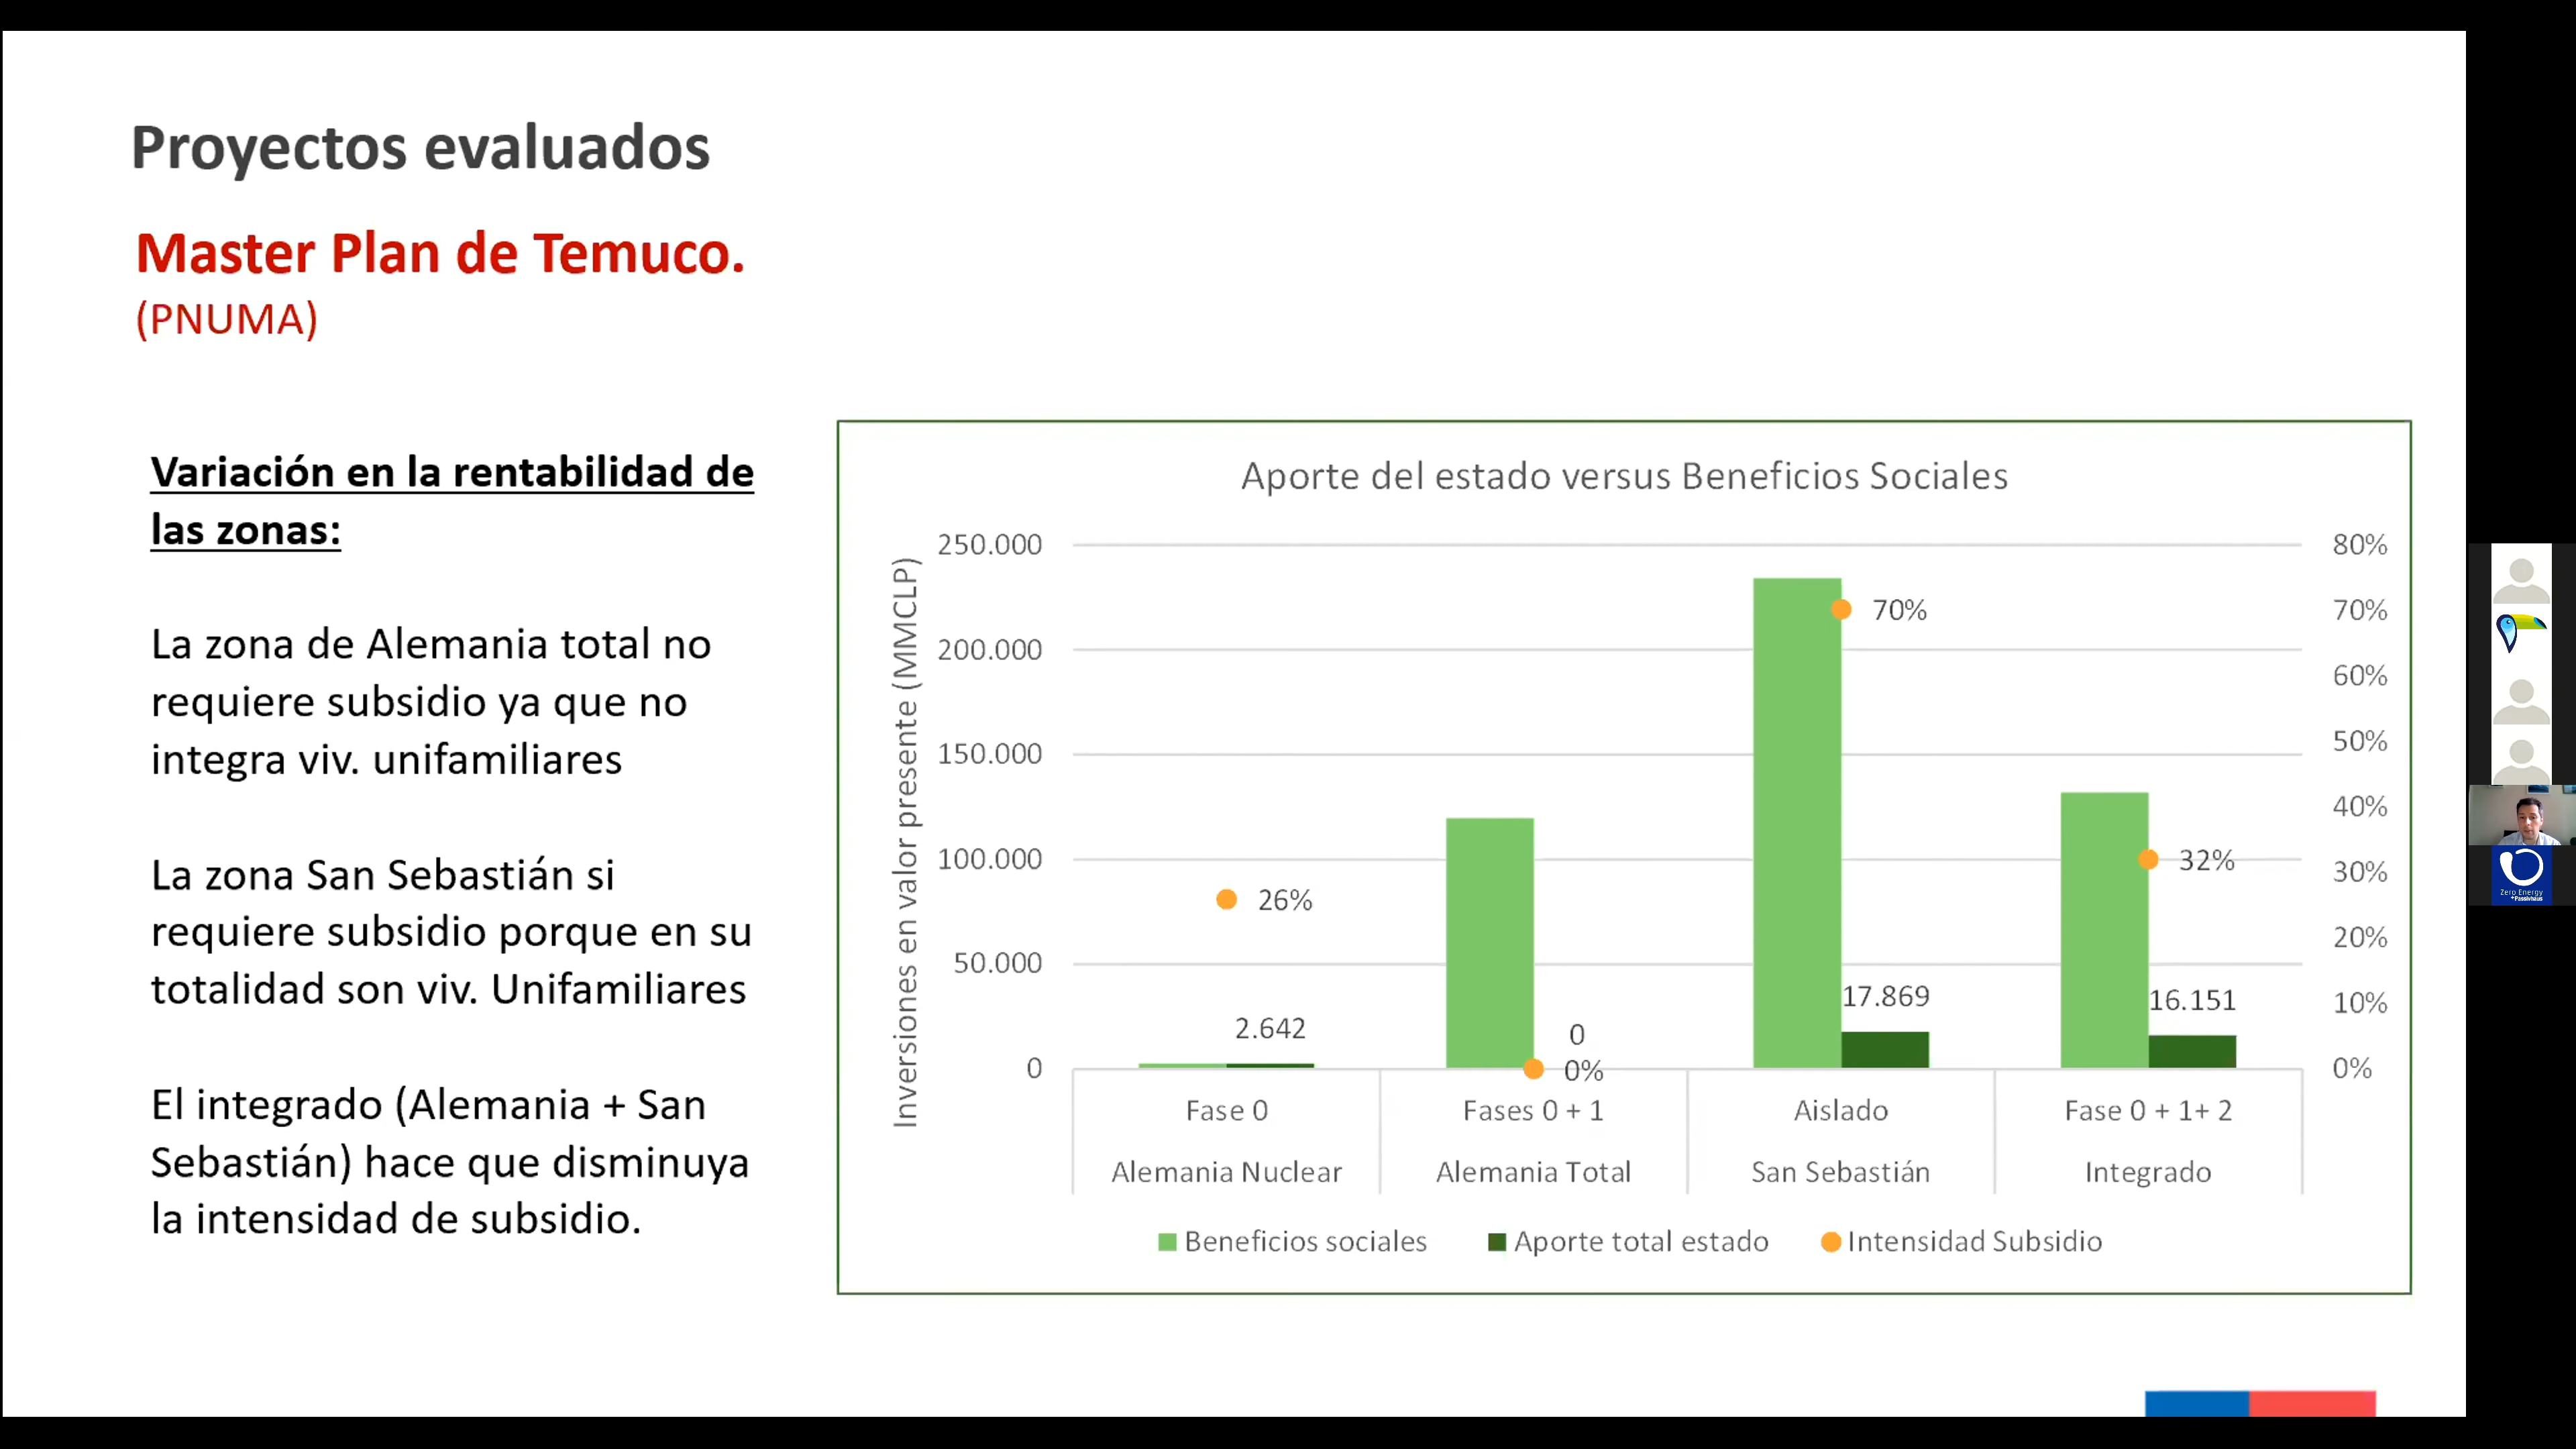 Proyectos evaluados
Master Plan de Temuco.
(PNUMA)
Variación en la rentabilidad de
las zonas:
La zona de Alemania total no
requiere subsidio ya que no
integra viv. unifamiliares
La zona San Sebastián si
requiere subsidio porque en su
totalidad son viv. Unifamiliares
El integrado (Alemania + San
Sebastián) hace que disminuya
la intensidad de subsidio.
Aporte del estado versus Beneficios Sociales
Inversiones en valor presente (MMCLP)
250.000
200.000
150.000
100.000
50.000
0
80%
70%
60%
50%
40%
30%
20%
10%
0%
26%
2.642
0
0%
70%
17.869
32%
16.151
Fase 0
Fases 0 + 1
Aislado
Fase 0 + 1+ 2
Alemania Nuclear
Alemania Total
San Sebastián
Integrado
Beneficios sociales
Aporte total estado
Intensidad Subsidio
Zero Energy
+Passivhaus